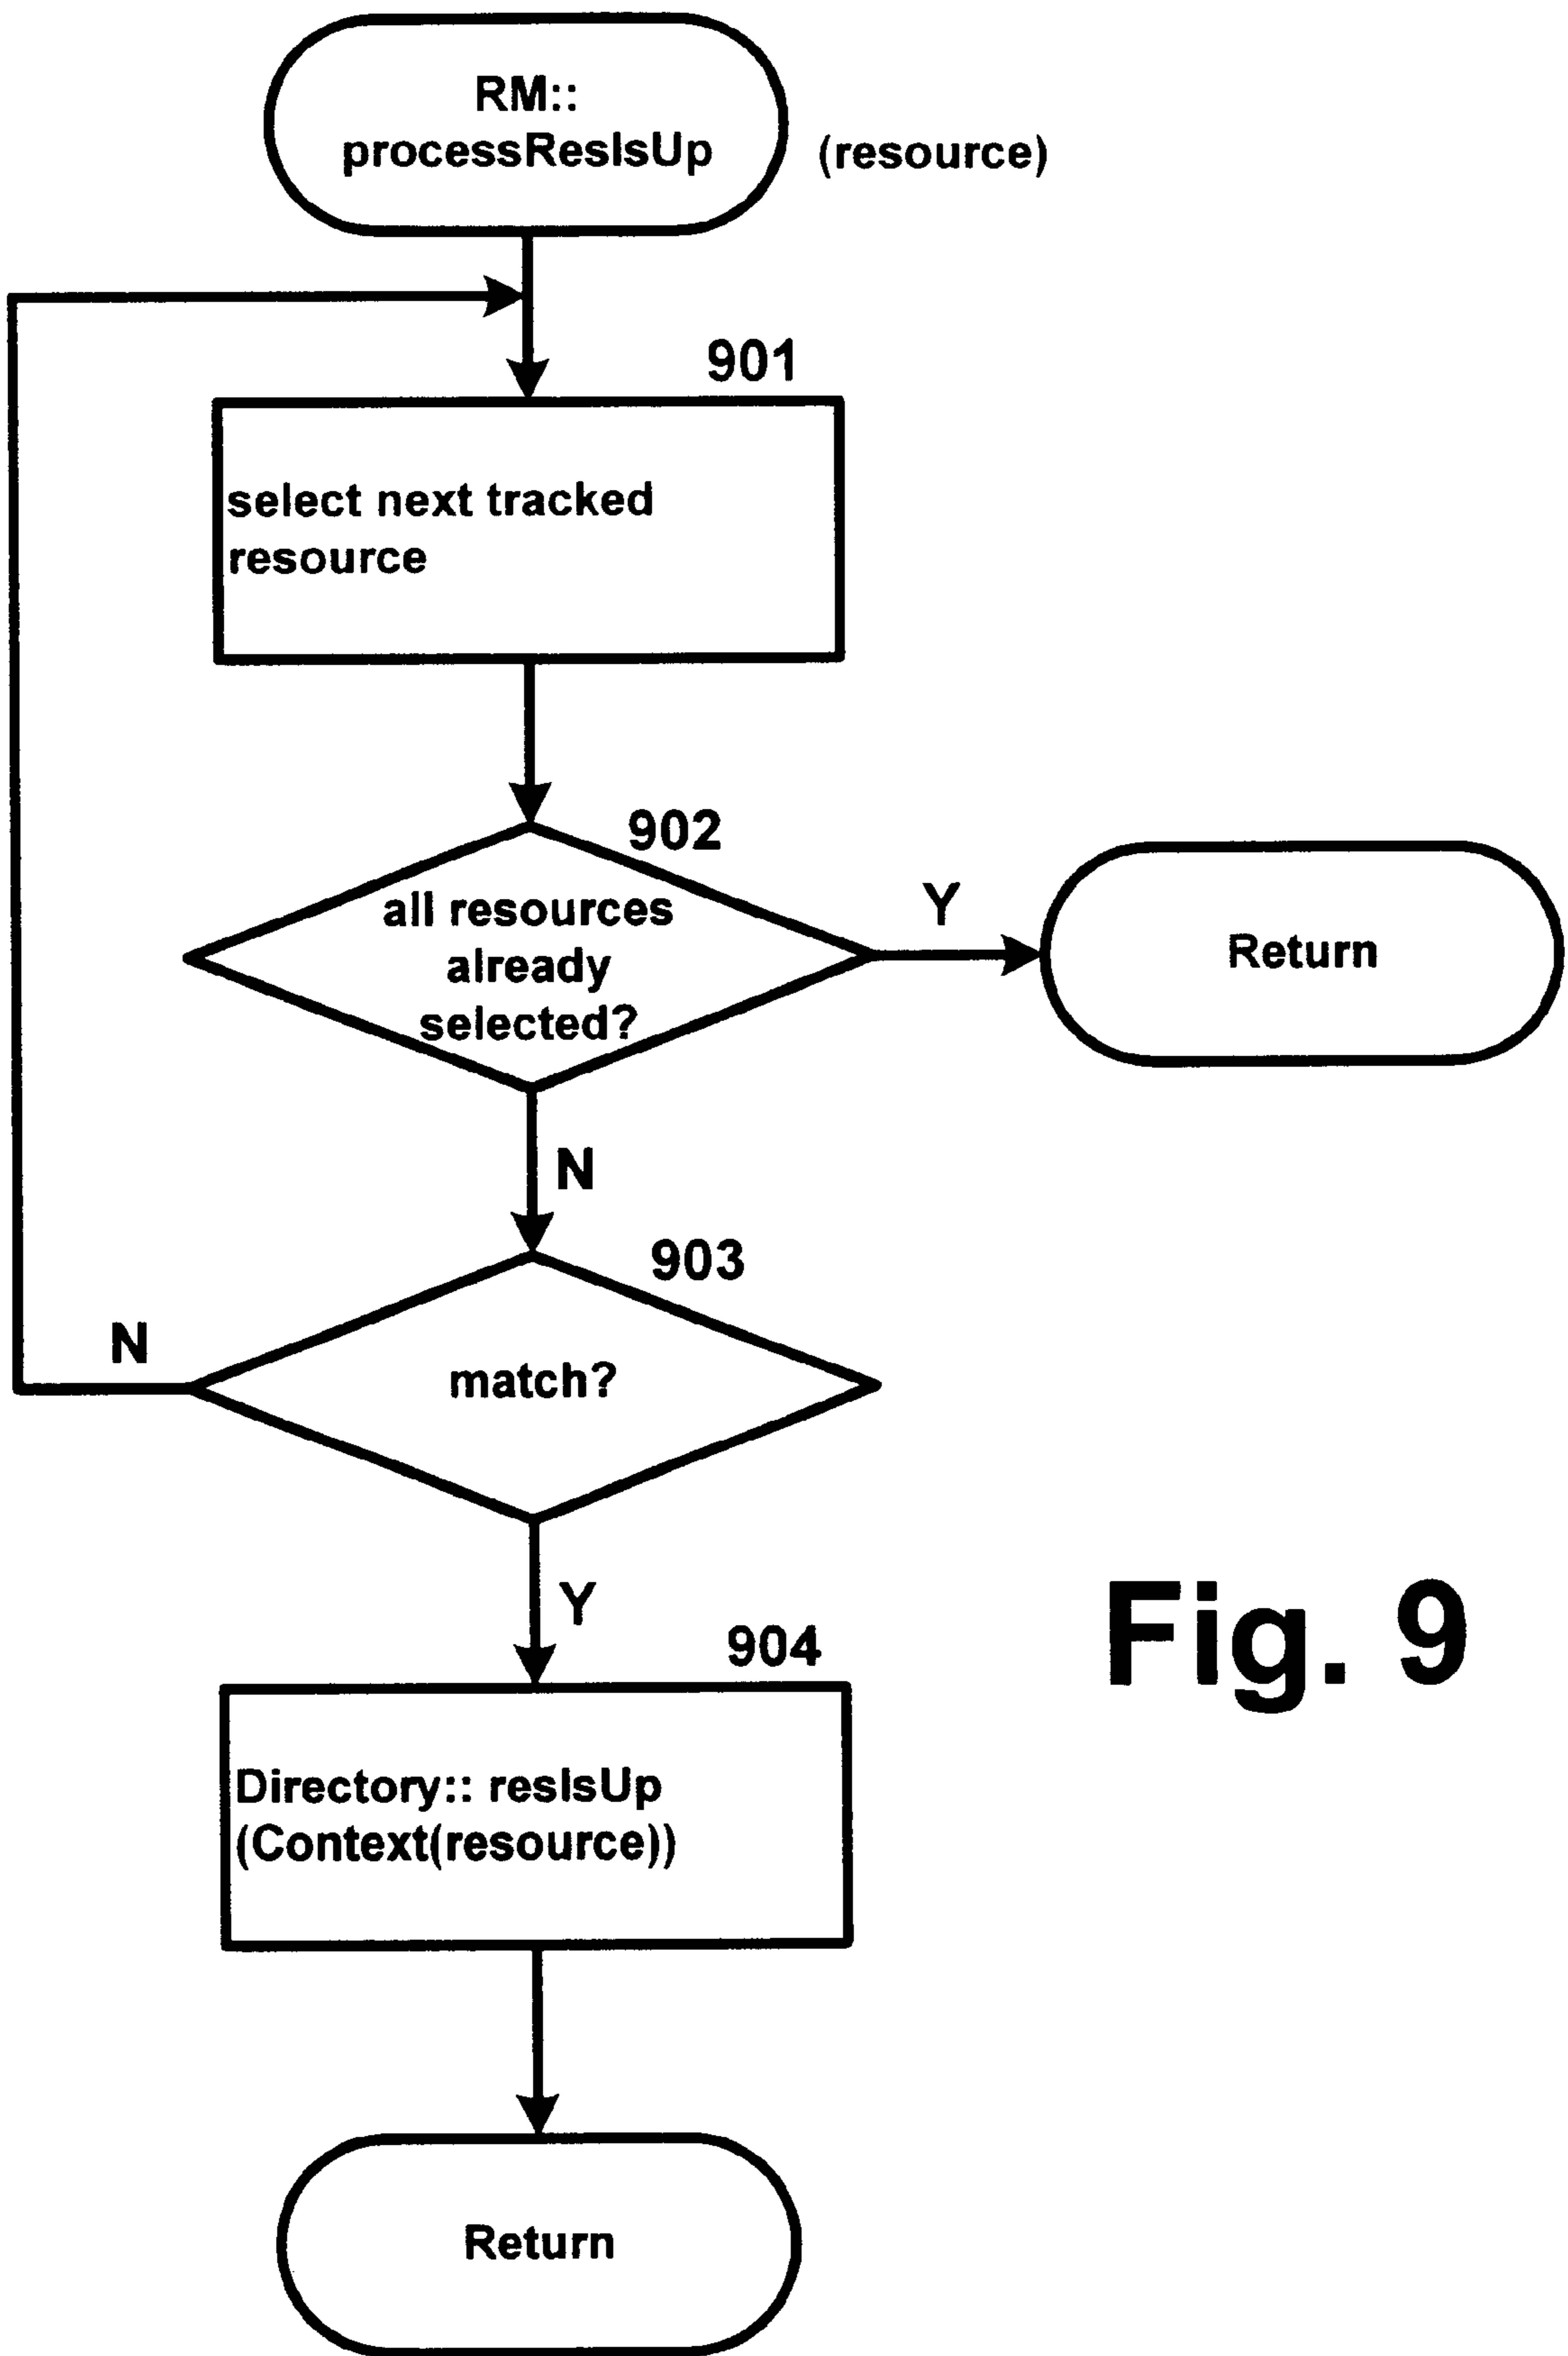 RM::
processResIsUp
(resource)
901
select next tracked
resource
902
all resources
already
selected?
Y
Return
N
903
match?
N
Y
904
Directory:: resIsUp
(Context(resource))
Return
Fig. 9